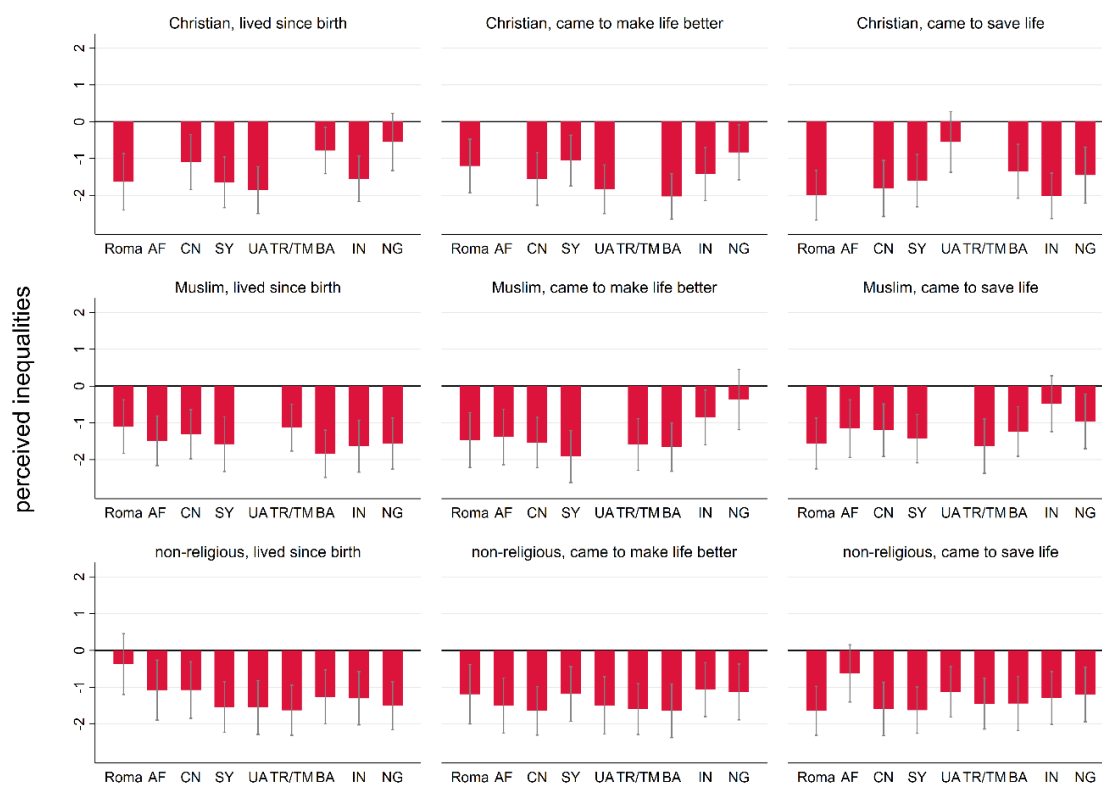 Christian, lived since birth
Christian, came to make life better
Christian, came to save life
2
1
0
-1
-2
Roma AF CN SY UA TR/TM BA IN NG
Roma AF CN SY UA TR/TM BA IN NG
Roma AF CN SY UA TR/TM BA IN NG
perceived inequalities
Muslim, lived since birth
Muslim, came to make life better
Muslim, came to save life
2
1
0
-1
-2
Roma AF CN SY UA TR/TM BA IN NG
Roma AF CN SY UA TR/TM BA IN NG
Roma AF CN SY UA TR/TM BA IN NG
non-religious, lived since birth
non-religious, came to make life better
non-religious, came to save life
2
1
0
-1
-2
Roma AF CN SY UA TR/TM BA IN NG
Roma AF CN SY UA TR/TM BA IN NG
Roma AF CN SY UA TR/TM BA IN NG